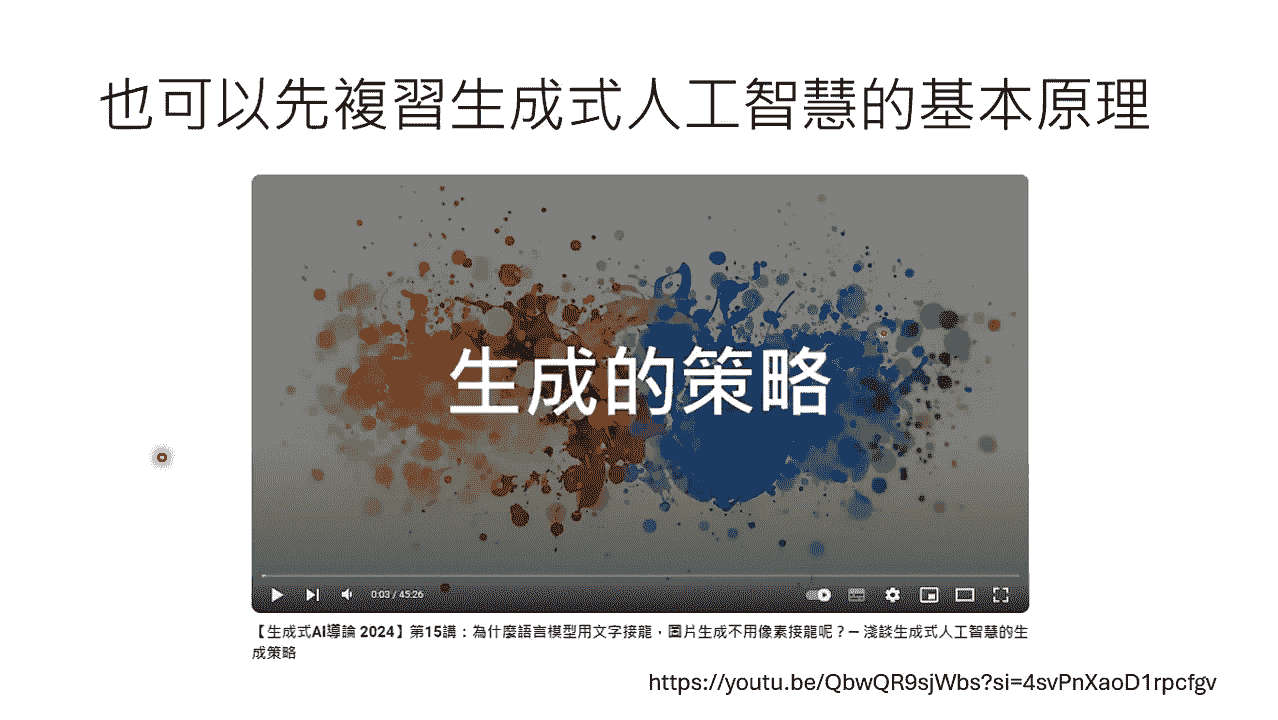 也可以先複習生成式人工智慧的基本原理
生成的策略
0:03 / 45:26
【生成式AI導論 2024】第15講：為什麼語言模型用文字接龍，圖片生成不用像素接龍呢？— 淺談生成式人工智慧的生
成策略
https://youtu.be/QbwQR9sjWbs?si=4svPnXaoD1rpcfgv